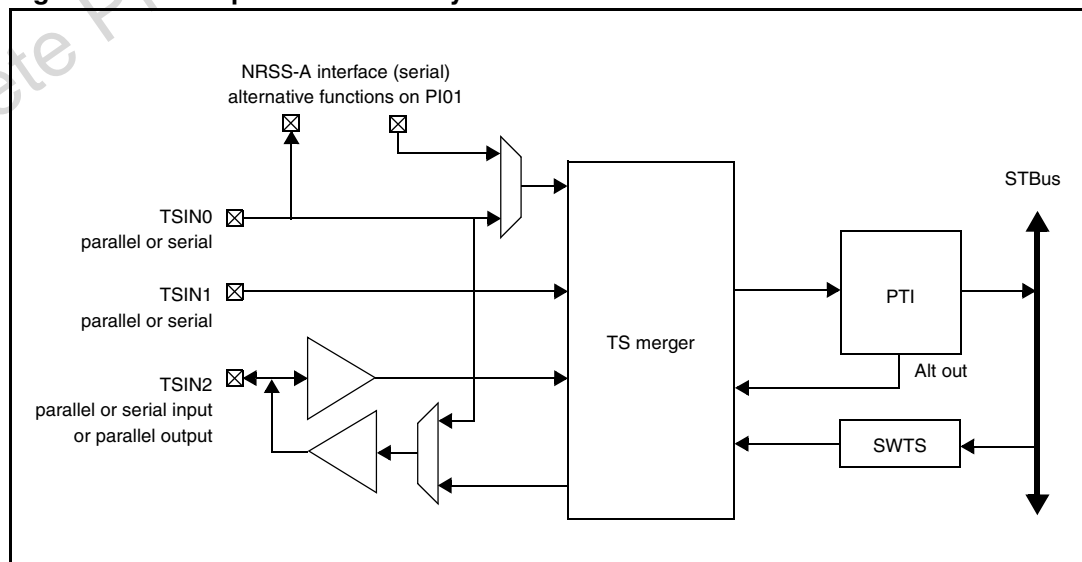 NRSS-A interface (serial)
alternative functions on PI01
STBus
TSIN0
parallel or serial
TSIN1
parallel or serial
PTI
TS merger
TSIN2
parallel or serial input
or parallel output
Alt out
SWTS